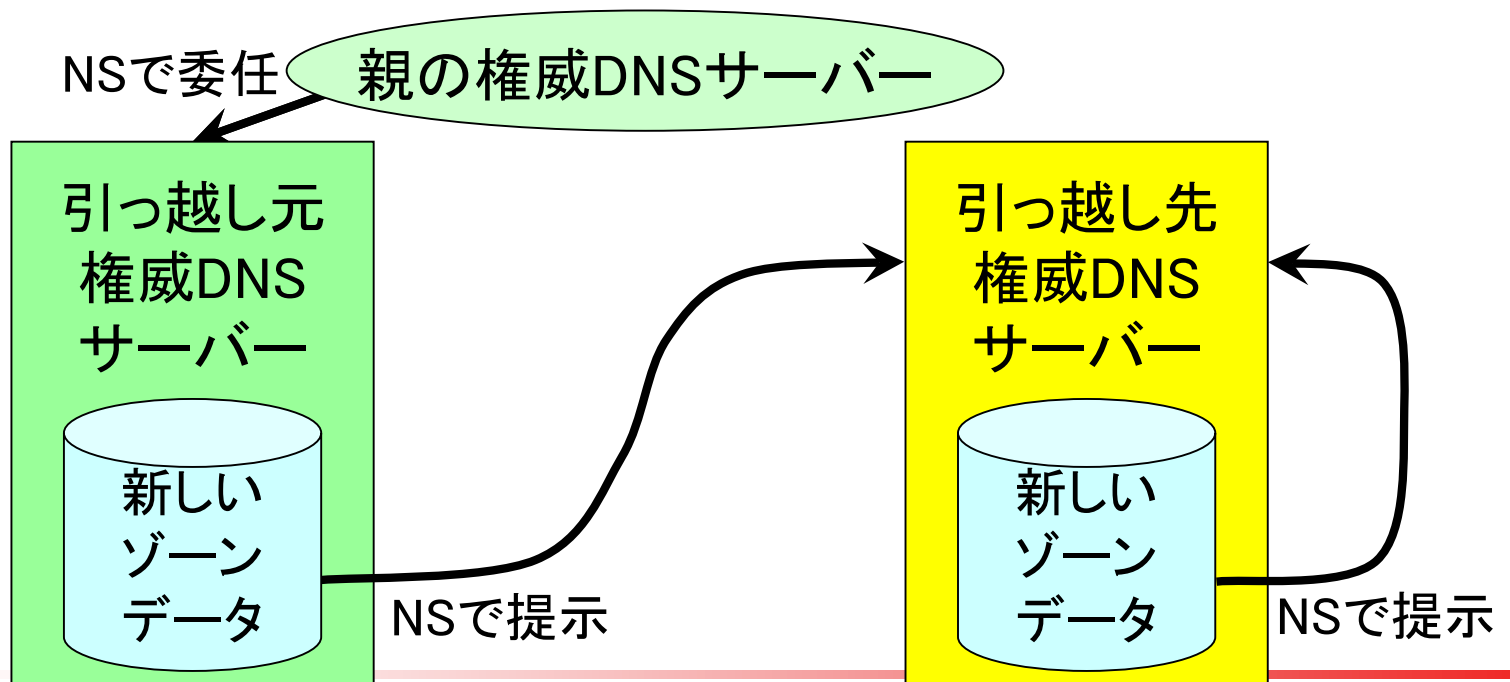 NSで委任
親の権威DNSサーバー
引っ越し元
権威DNS
サーバー
新しい
ゾーン
データ
NSで提示
引っ越し先
権威DNS
サーバー
新しい
ゾーン
データ
NSで提示